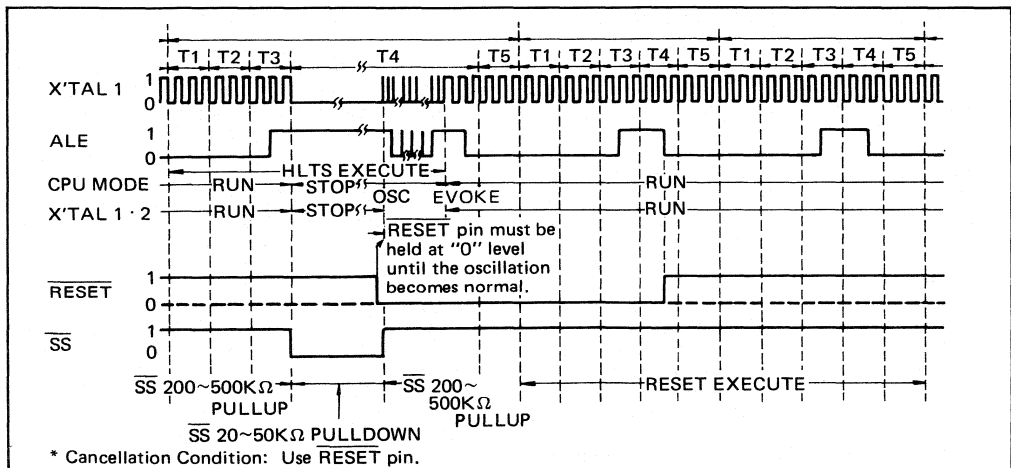 T1 T2 T3 T4 T5 T1 T2 T3 T4 T5 T1 T2 T3 T4 T5
X'TAL 1 1 0
ALE 1 0
HLTS EXECUTE
CPU MODE RUN STOP OSC EVOKE RUN
X'TAL 1·2 RUN STOP RUN
RESET pin must be
held at "0" level
until the oscillation
becomes normal.
RESET 1 0
SS 1 0
SS 200~500KΩ
PULLUP
SS 200~
500KΩ
PULLUP
RESET EXECUTE
SS 20~50KΩ PULLDOWN
* Cancellation Condition: Use RESET pin.